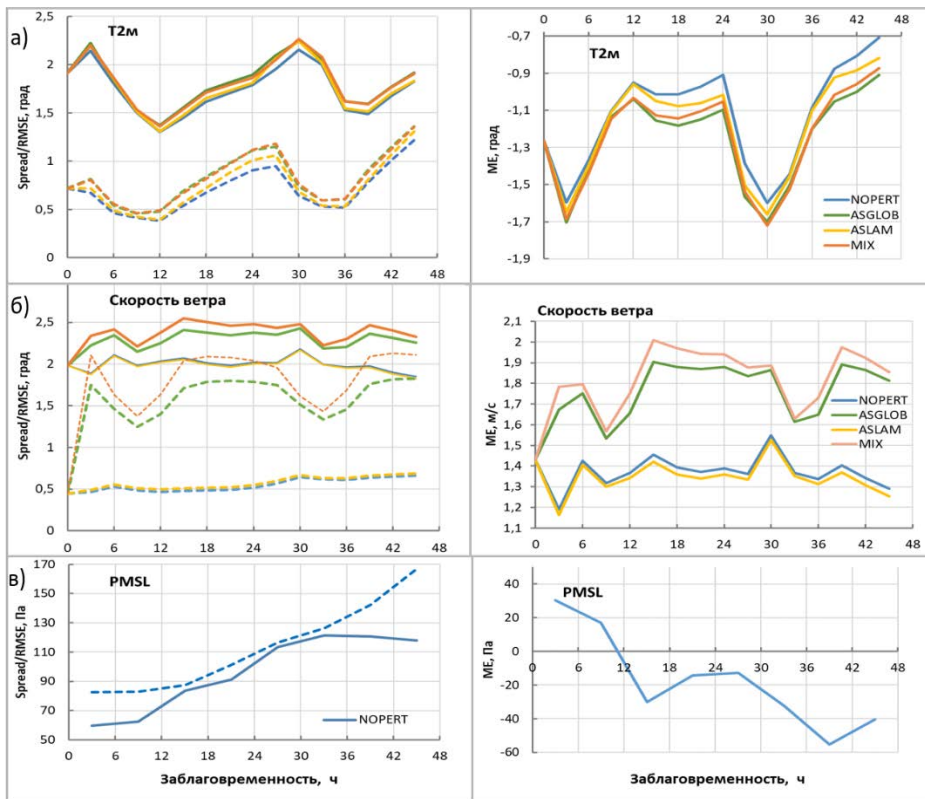 а)
T2м
Spread/RMSE, град
2,5
2
1,5
1
0,5
0
0 6 12 18 24 30 36 42 48
0 6 12 18 24 30 36 42 48
T2м
ME, град
-0,7
-0,9
-1,1
-1,3
-1,5
-1,7
-1,9
NOPERT
ASGLOB
ASLAM
MIX
б)
Скорость ветра
Spread/RMSE, град
2,5
2
1,5
1
0,5
0
0 6 12 18 24 30 36 42 48
Скорость ветра
ME, м/с
2,1
2
1,9
1,8
1,7
1,6
1,5
1,4
1,3
1,2
1,1
NOPERT
ASGLOB
ASLAM
MIX
0 6 12 18 24 30 36 42 48
в)
PMSL
Spread/RMSE, Па
170
150
130
110
90
70
50
NOPERT
0 6 12 18 24 30 36 42 48
Заблаговременность, ч
PMSL
ME, Па
40
20
0
-20
-40
-60
0 6 12 18 24 30 36 42 48
Заблаговременность, ч